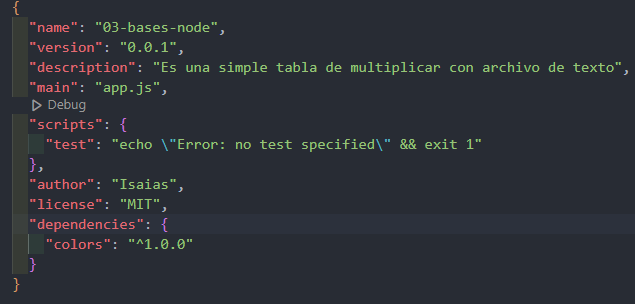 {
"name": "03-bases-node",
"version": "0.0.1",
"description": "Es una simple tabla de multiplicar con archivo de texto",
"main": "app.js",
Debug
"scripts": {
"test": "echo \"Error: no test specified\" && exit 1"
},
"author": "Isaias",
"license": "MIT",
"dependencies": {
"colors": "^1.0.0"
}
}